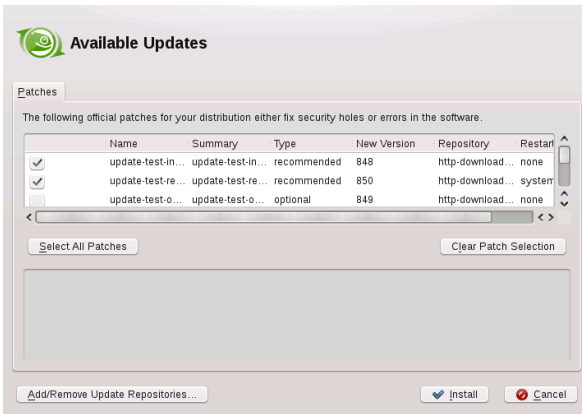 Available Updates
Patches
The following official patches for your distribution either fix security holes or errors in the software.
Name Summary Type New Version Repository Restart
update-test-in... update-test-in... recommended 848 http-download... none
update-test-re... update-test-re... recommended 850 http-download... system
update-test-o... update-test-o... optional 849 http-download... none
Select All Patches Clear Patch Selection
Add/Remove Update Repositories... Install Cancel